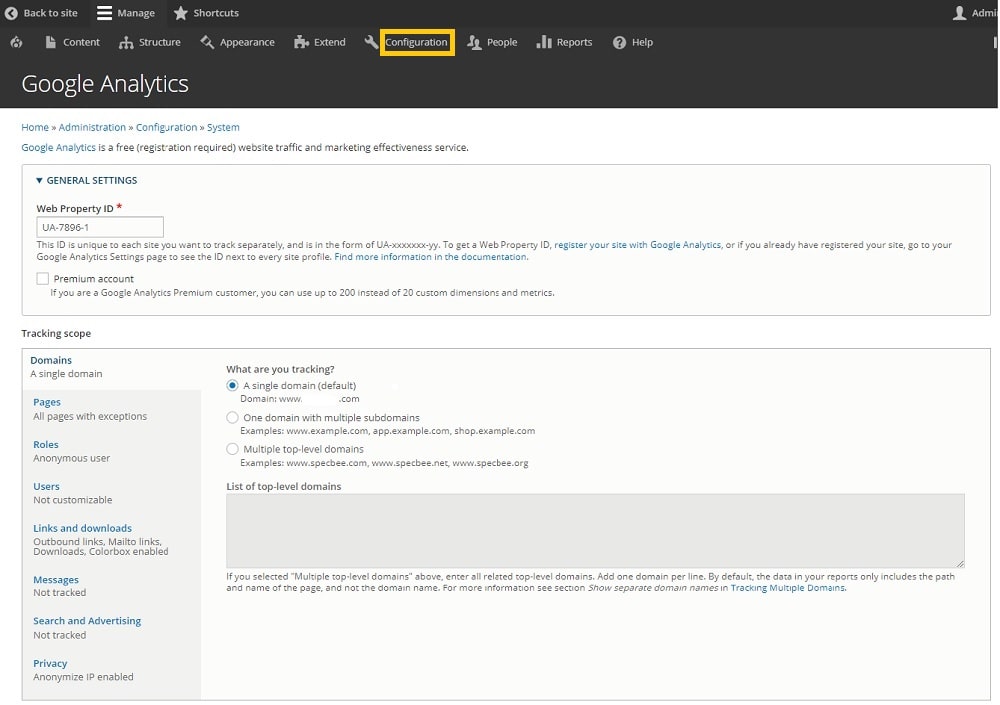 Back to site Manage Shortcuts Admi
Content Structure Appearance Extend Configuration People Reports Help
Google Analytics
Home » Administration » Configuration » System
Google Analytics is a free (registration required) website traffic and marketing effectiveness service.
▼ GENERAL SETTINGS
Web Property ID *
UA-7896-1
This ID is unique to each site you want to track separately, and is in the form of UA-xxxxxxx-yy. To get a Web Property ID, register your site with Google Analytics, or if you already have registered your site, go to your
Google Analytics Settings page to see the ID next to every site profile. Find more information in the documentation.
Premium account
If you are a Google Analytics Premium customer, you can use up to 200 instead of 20 custom dimensions and metrics.
Tracking scope
Domains
A single domain
Pages
All pages with exceptions
Roles
Anonymous user
Users
Not customizable
Links and downloads
Outbound links, Mailto links,
Downloads, Colorbox enabled
Messages
Not tracked
Search and Advertising
Not tracked
Privacy
Anonymize IP enabled
What are you tracking?
A single domain (default)
Domain: www. .com
One domain with multiple subdomains
Examples: www.example.com, app.example.com, shop.example.com
Multiple top-level domains
Examples: www.specbee.com, www.specbee.net, www.specbee.org
List of top-level domains
If you selected "Multiple top-level domains" above, enter all related top-level domains. Add one domain per line. By default, the data in your reports only includes the path
and name of the page, and not the domain name. For more information see section Show separate domain names in Tracking Multiple Domains.